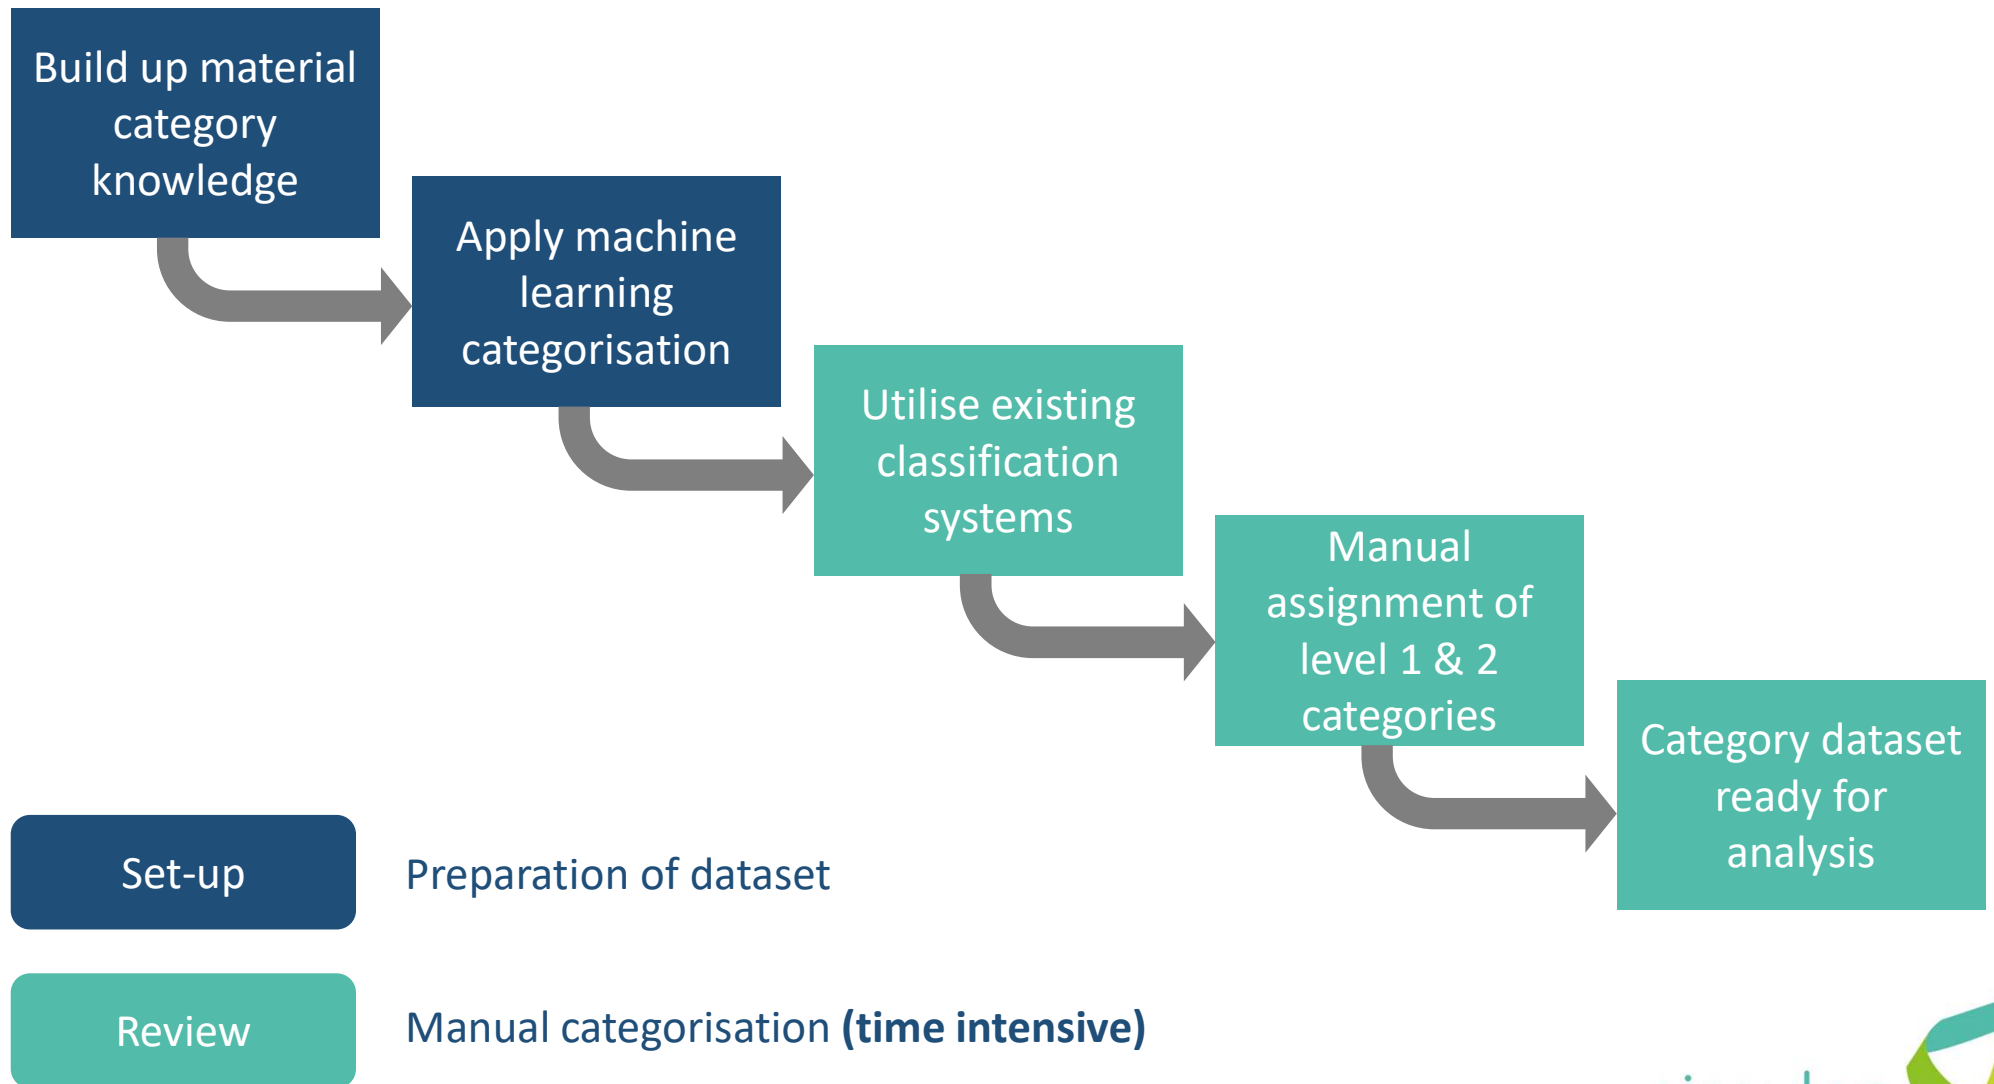 Build up material
category
knowledge
Apply machine
learning
categorisation
Utilise existing
classification
systems
Manual
assignment of
level 1 & 2
categories
Category dataset
ready for
analysis
Set-up
Preparation of dataset
Review
Manual categorisation (time intensive)